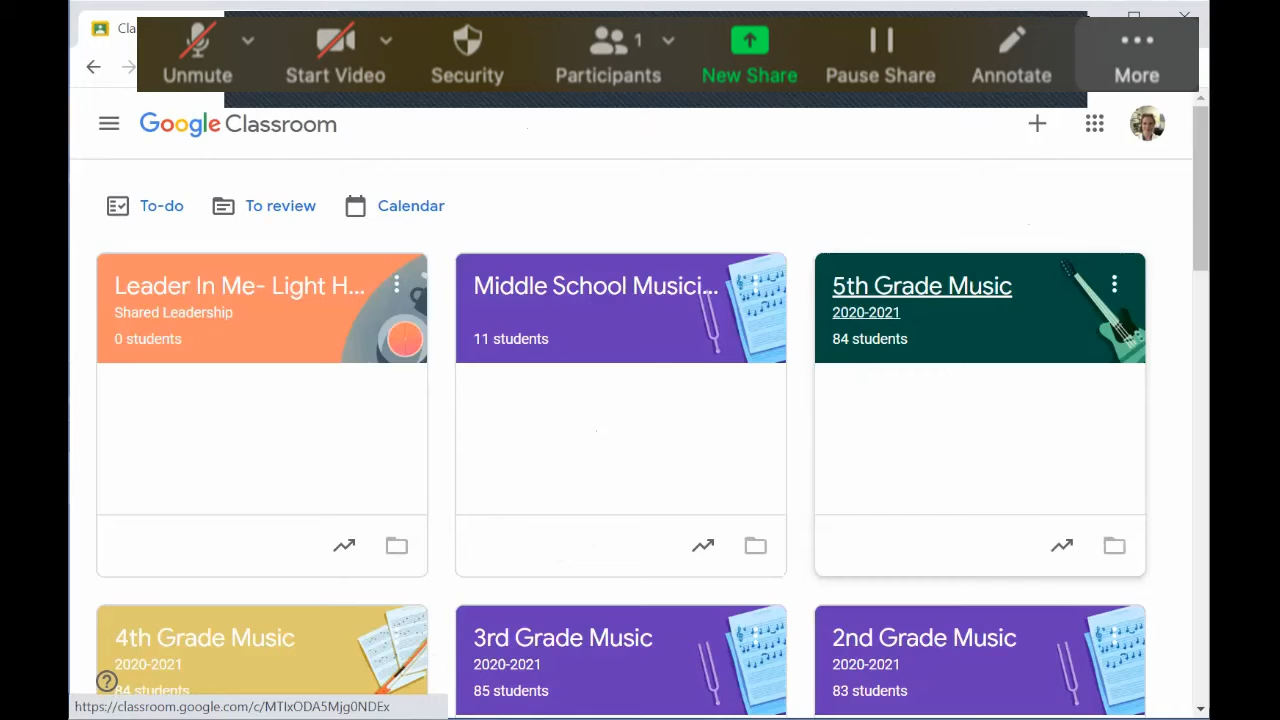 Cla
Unmute
Start Video
Security
1
Participants
New Share
Pause Share
Annotate
More
Google Classroom
To-do
To review
Calendar
Leader In Me- Light H...
Shared Leadership
0 students
Middle School Musici...
11 students
5th Grade Music
2020-2021
84 students
4th Grade Music
2020-2021
84 students
3rd Grade Music
2020-2021
85 students
2nd Grade Music
2020-2021
83 students
https://classroom.google.com/c/MTIxODA5Mjg0NDEx